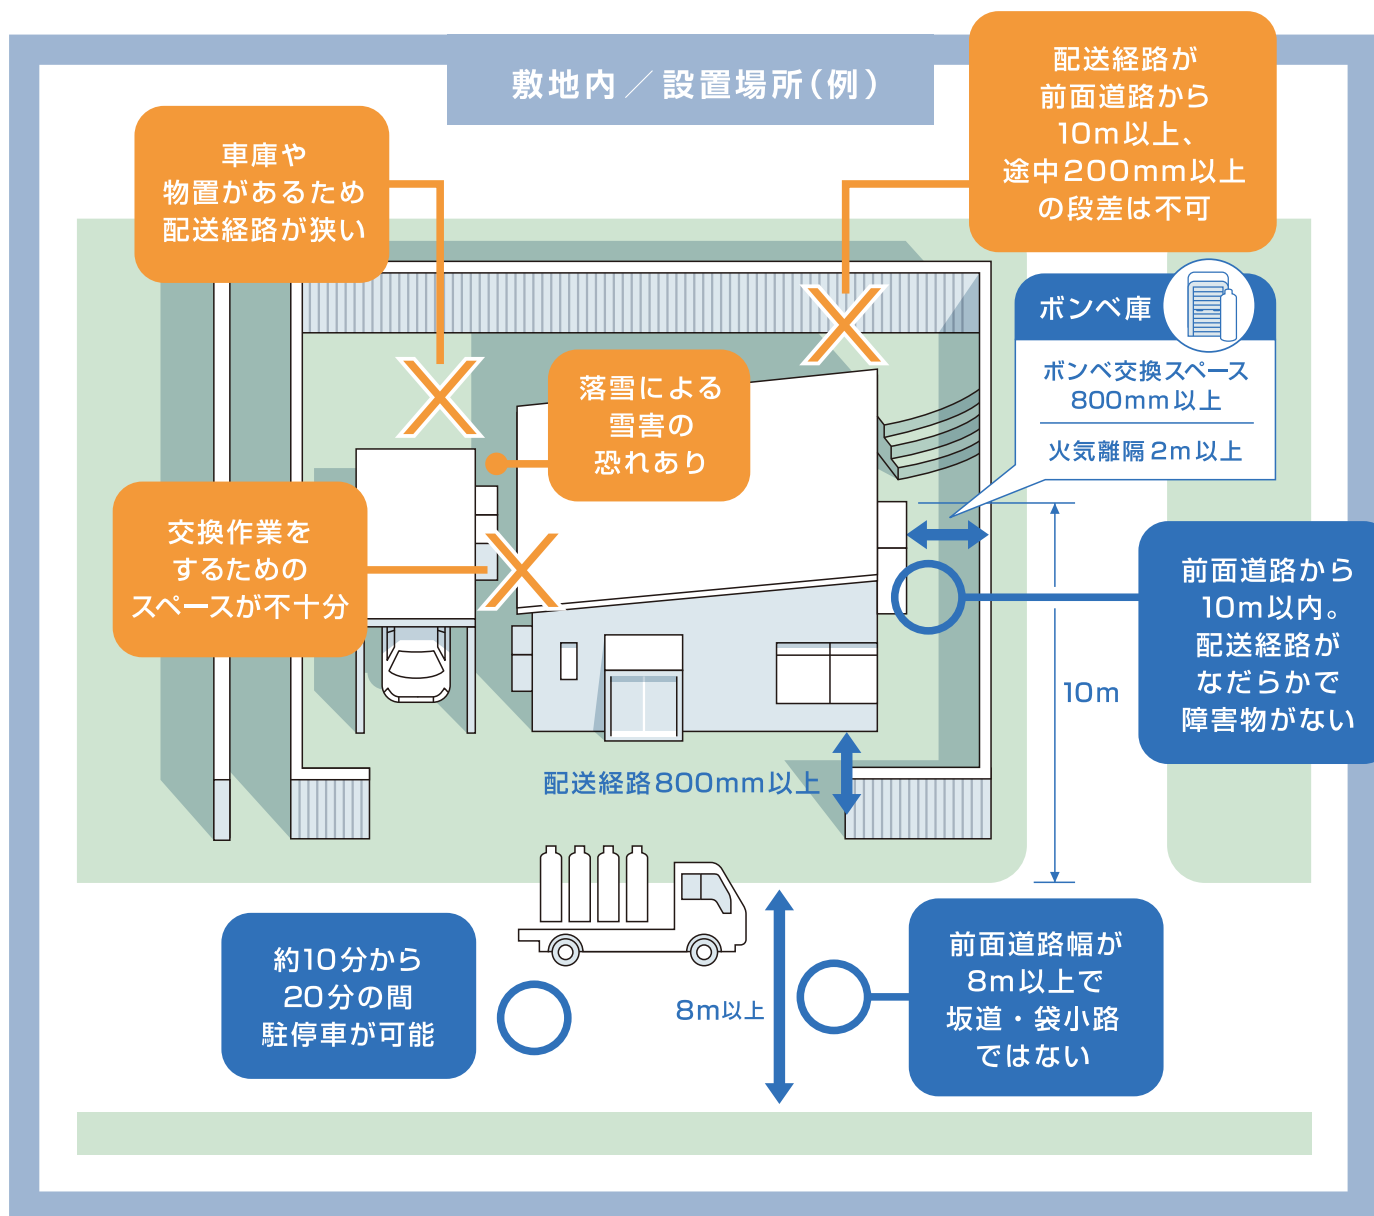 敷地内／設置場所(例)
配送経路が
前面道路から
10m以上、
途中200mm以上
の段差は不可
車庫や
物置があるため
配送経路が狭い
ボンベ庫
ボンベ交換スペース
800mm以上
火気離隔2m以上
落雪による
雪害の
恐れあり
交換作業を
するための
スペースが不十分
前面道路から
10m以内。
配送経路が
なだらかで
障害物がない
10m
配送経路800mm以上
約10分から
20分の間
駐停車が可能
8m以上
前面道路幅が
8m以上で
坂道・袋小路
ではない